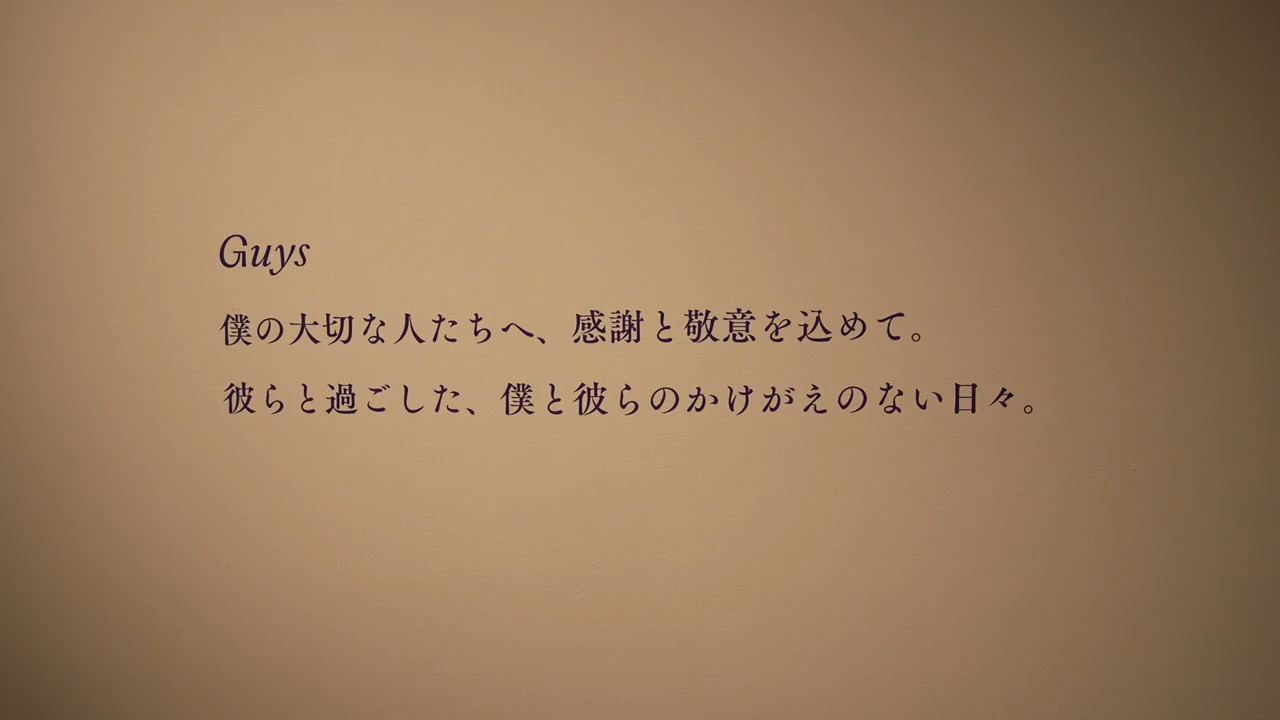 Guys
僕の大切な人たちへ、感謝と敬意を込めて。
彼らと過ごした、僕と彼らのかけがえのない日々。